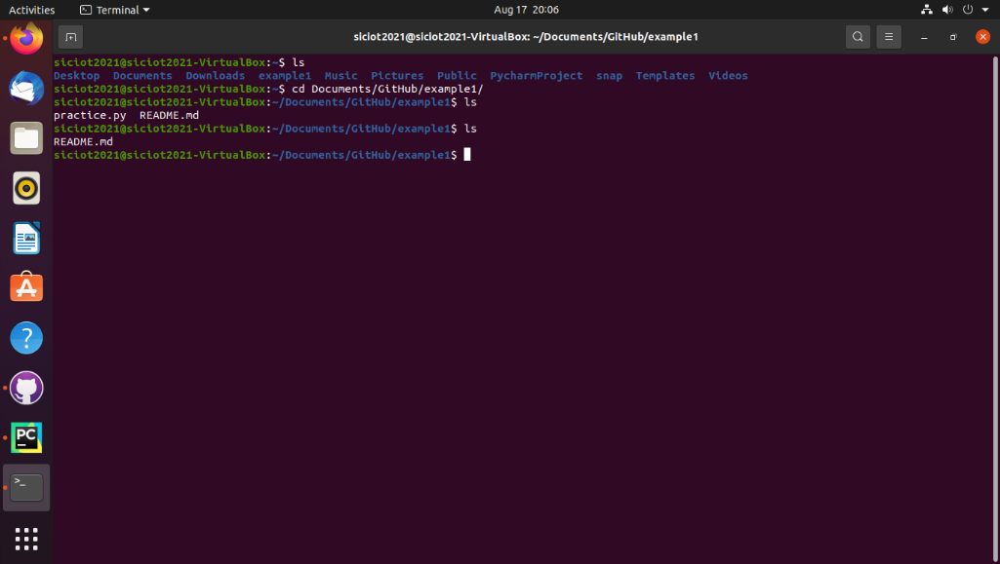 Activities Terminal Aug 17 20:06
siciot2021@siciot2021-VirtualBox: ~/Documents/GitHub/example1
siciot2021@siciot2021-VirtualBox:~$ ls
Desktop Documents Downloads example1 Music Pictures Public PycharmProject snap Templates Videos
siciot2021@siciot2021-VirtualBox:~$ cd Documents/GitHub/example1/
siciot2021@siciot2021-VirtualBox:~/Documents/GitHub/example1$ ls
practice.py README.md
siciot2021@siciot2021-VirtualBox:~/Documents/GitHub/example1$ ls
README.md
siciot2021@siciot2021-VirtualBox:~/Documents/GitHub/example1$
?
PC
>_